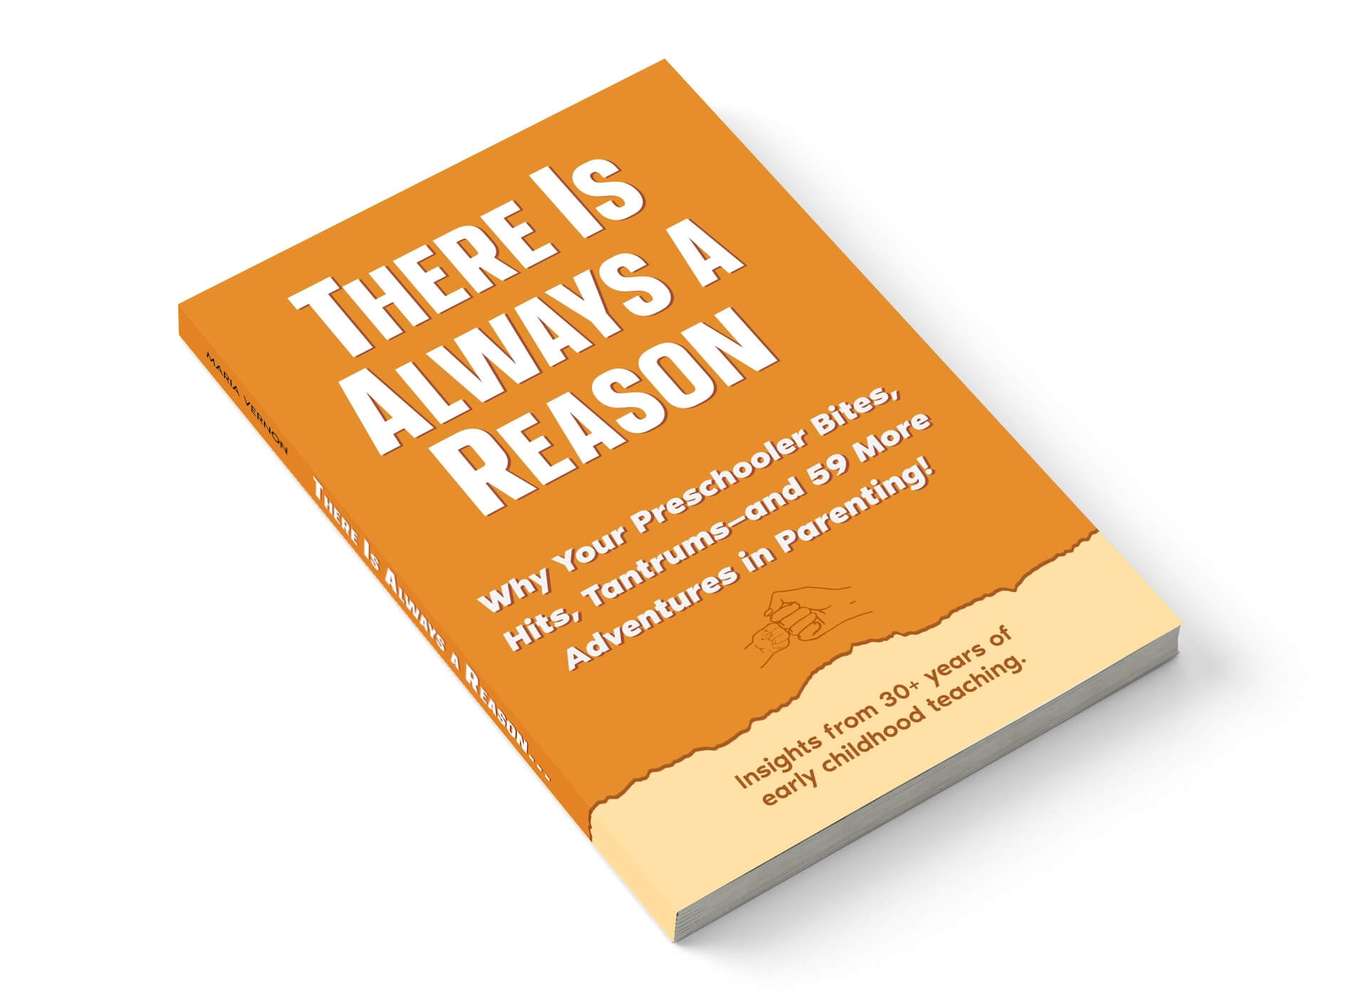 There Is
Always a
Reason
Why Your Preschooler Bites,
Hits, Tantrums—and 59 More
Adventures in Parenting!
Insights from 30+ years of
early childhood teaching.
MARIA VERNON
There Is Always a Reason...